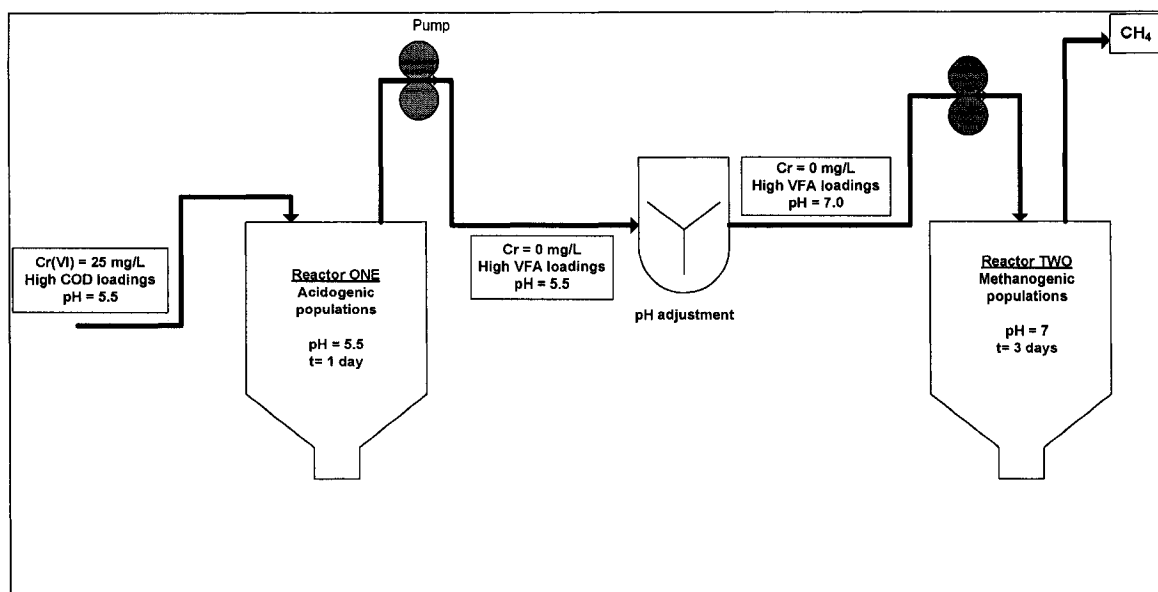 Pump
CH₄
Cr(VI) = 25 mg/L
High COD loadings
pH = 5.5
Reactor ONE
Acidogenic
populations
pH = 5.5
t= 1 day
Cr = 0 mg/L
High VFA loadings
pH = 5.5
pH adjustment
Cr = 0 mg/L
High VFA loadings
pH = 7.0
Reactor TWO
Methanogenic
populations
pH = 7
t= 3 days